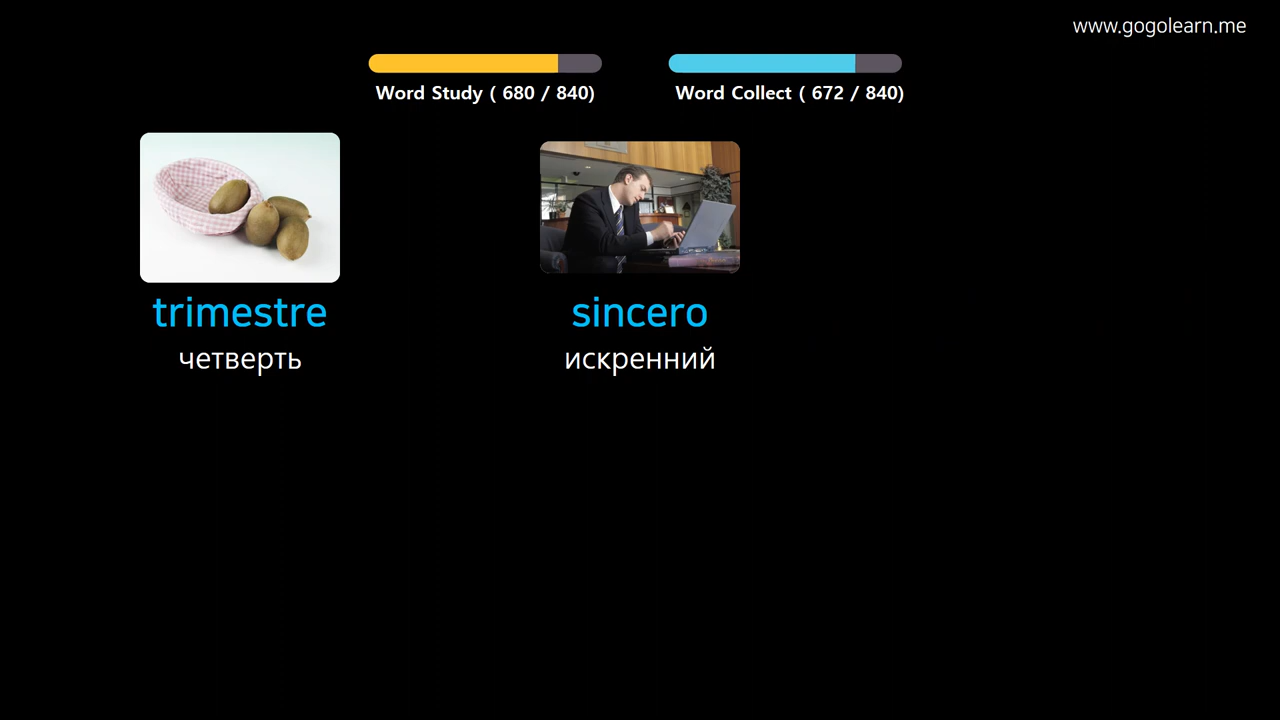 www.gogolearn.me
Word Study ( 680 / 840)
Word Collect ( 672 / 840)
trimestre
четверть
sincero
искренний